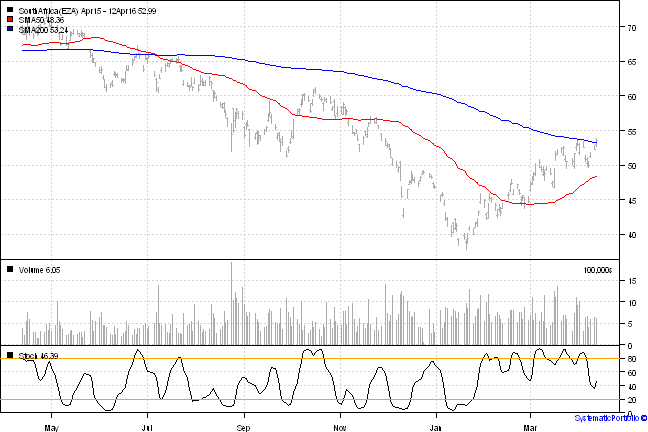 South Africa(EZA) Apr15 - 12Apr16 52.99
SMA50 48.36
SMA200 53.24
70
65
60
55
50
45
40
Volume 6.05
100,000s
15
10
5
0
Stoch 46.39
80
60
40
20
0
May
Jul
Sep
Nov
Jan
Mar
SystematicPortfolio ©